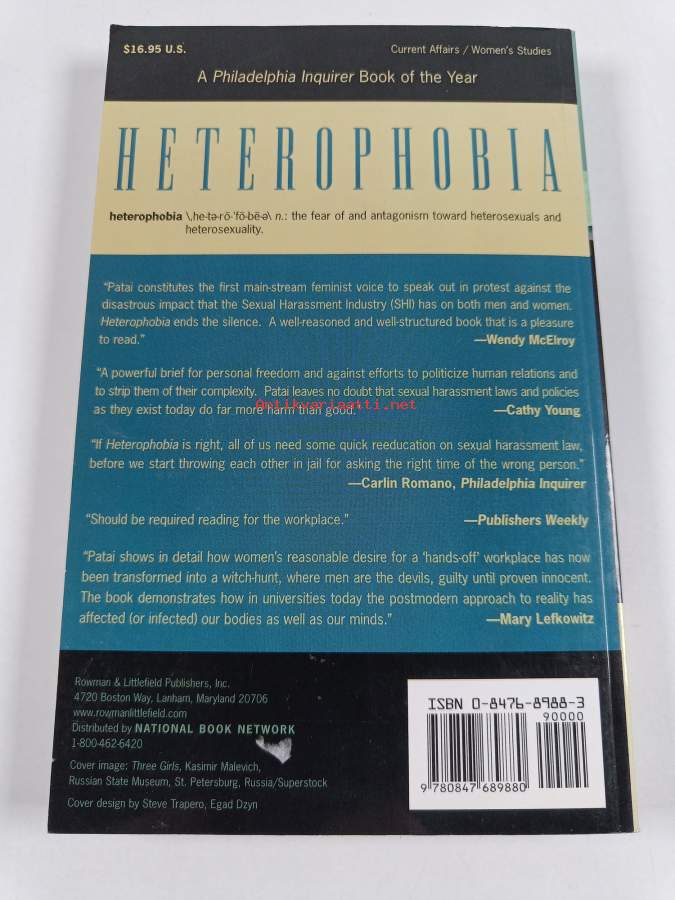 $16.95 U.S.
Current Affairs / Women's Studies
A Philadelphia Inquirer Book of the Year
HETEROPHOBIA
heterophobia \,he-tə-rō-'fō-bē-ə\ n.: the fear of and antagonism toward heterosexuals and
heterosexuality.
“Patai constitutes the first main-stream feminist voice to speak out in protest against the
disastrous impact that the Sexual Harassment Industry (SHI) has on both men and women.
Heterophobia ends the silence. A well-reasoned and well-structured book that is a pleasure
to read.” —Wendy McElroy
“A powerful brief for personal freedom and against efforts to politicize human relations and
to strip them of their complexity. Patai leaves no doubt that sexual harassment laws and policies
as they exist today do far more harm than good.” —Cathy Young
Antikvariaatti.net
“If Heterophobia is right, all of us need some quick reeducation on sexual harassment law,
before we start throwing each other in jail for asking the right time of the wrong person.”
—Carlin Romano, Philadelphia Inquirer
“Should be required reading for the workplace.” —Publishers Weekly
“Patai shows in detail how women's reasonable desire for a ‘hands-off’ workplace has now
been transformed into a witch-hunt, where men are the devils, guilty until proven innocent.
The book demonstrates how in universities today the postmodern approach to reality has
affected (or infected) our bodies as well as our minds.” —Mary Lefkowitz
Rowman & Littlefield Publishers, Inc.
4720 Boston Way, Lanham, Maryland 20706
www.rowmanlittlefield.com
Distributed by NATIONAL BOOK NETWORK
1-800-462-6420
Cover image: Three Girls, Kasimir Malevich,
Russian State Museum, St. Petersburg, Russia/Superstock
Cover design by Steve Trapero, Egad Dzyn
ISBN 0-8476-8988-3
90000
9 780847 689880